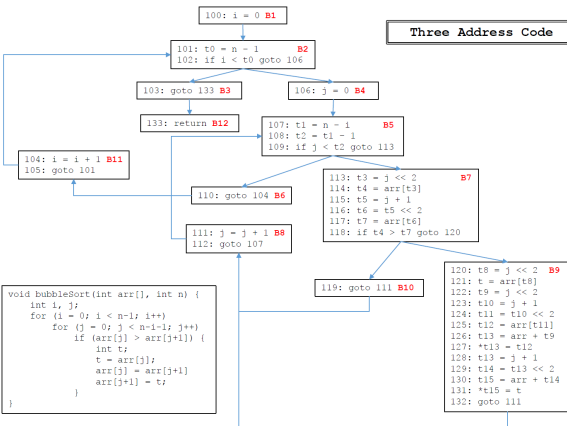 100: i = 0 B1
Three Address Code
101: t0 = n - 1 B2
102: if i < t0 goto 106
103: goto 133 B3
106: j = 0 B4
133: return B12
107: t1 = n - i B5
108: t2 = t1 - 1
109: if j < t2 goto 113
104: i = i + 1 B11
105: goto 101
110: goto 104 B6
113: t3 = j << 2 B7
114: t4 = arr[t3]
115: t5 = j + 1
116: t6 = t5 << 2
117: t7 = arr[t6]
118: if t4 > t7 goto 120
111: j = j + 1 B8
112: goto 107
119: goto 111 B10
120: t8 = j << 2 B9
121: t = arr[t8]
122: t9 = j << 2
123: t10 = j + 1
124: t11 = t10 << 2
125: t12 = arr[t11]
126: t13 = arr + t9
127: *t13 = t12
128: t13 = j + 1
129: t14 = t13 << 2
130: t15 = arr + t14
131: *t15 = t
132: goto 111
void bubbleSort(int arr[], int n) {
int i, j;
for (i = 0; i < n-1; i++)
for (j = 0; j < n-i-1; j++)
if (arr[j] > arr[j+1]) {
int t;
t = arr[j];
arr[j] = arr[j+1]
arr[j+1] = t;
}
}